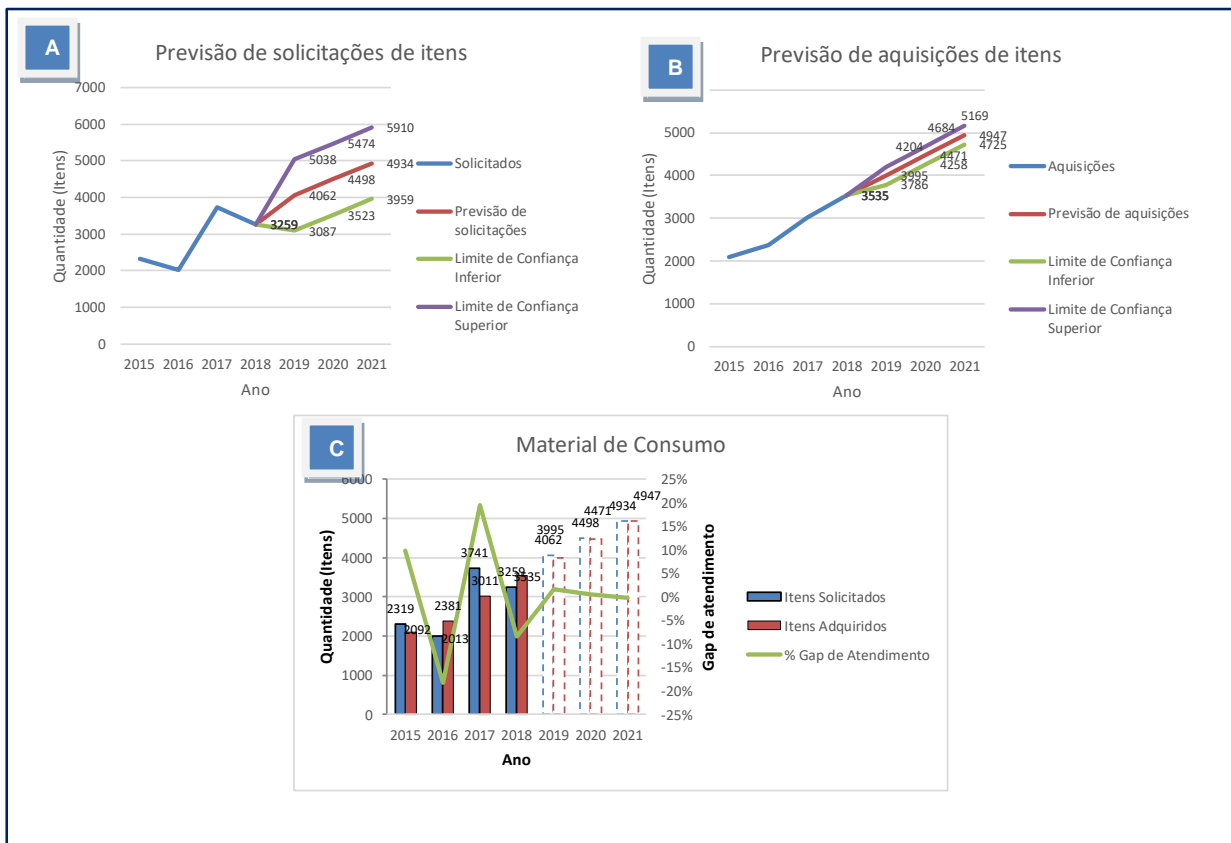 A
Previsão de solicitações de itens
Quantidade (Itens)
7000
6000
5000
4000
3000
2000
1000
0
5910
5474
5038
4934
4498
4062
3959
3523
3259
3087
2015 2016 2017 2018 2019 2020 2021
Ano
Solicitados
Previsão de
solicitações
Limite de Confiança
Inferior
Limite de Confiança
Superior
B
Previsão de aquisições de itens
Quantidade (Itens)
5000
4000
3000
2000
1000
0
5169
4684
4947
4204
4471
4725
4258
3995
3786
3535
2015 2016 2017 2018 2019 2020 2021
Ano
Aquisições
Previsão de aquisições
Limite de Confiança
Inferior
Limite de Confiança
Superior
C
Material de Consumo
Quantidade (Itens)
6000
5000
4000
3000
2000
1000
0
2319
2092
2381
2013
3741
3011
3259
3535
3995
4062
4471
4498
4947
4934
25%
20%
15%
10%
5%
0%
-5%
-10%
-15%
-20%
-25%
Gap de atendimento
2015 2016 2017 2018 2019 2020 2021
Ano
Itens Solicitados
Itens Adquiridos
% Gap de Atendimento